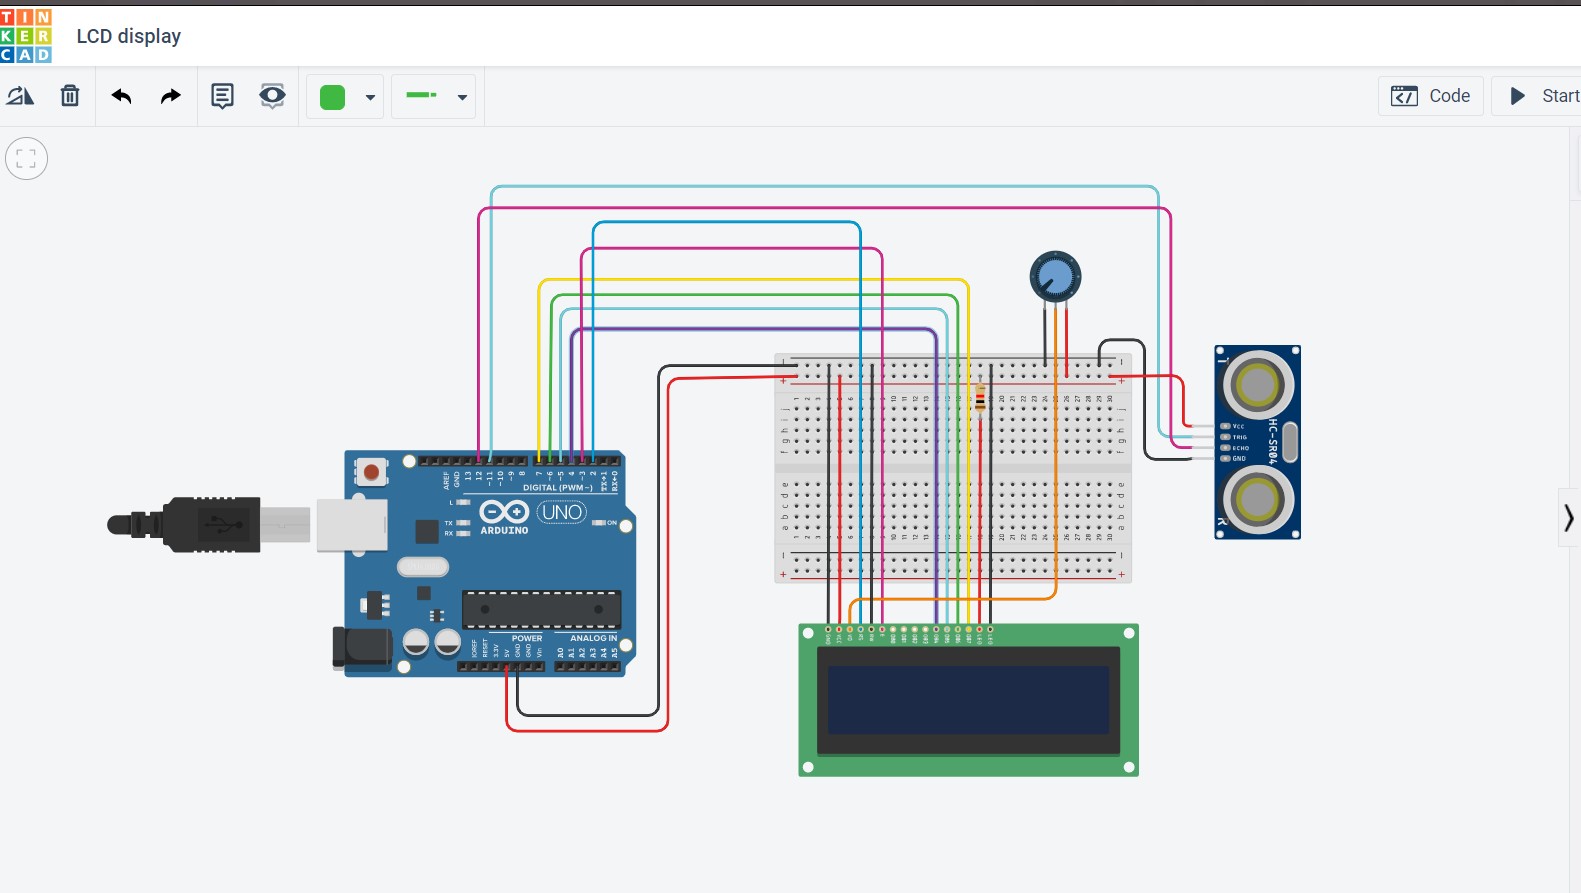 TIN
KER
CAD
LCD display
Code
Start
AREF
GND
13
12
~11
~10
~9
8
7
~6
~5
4
~3
2
TX→1
RX←0
DIGITAL (PWM~)
L
TX
RX
UNO
ARDUINO
ON
POWER
ANALOG IN
IOREF
RESET
3.3V
5V
GND
GND
Vin
A0
A1
A2
A3
A4
A5
T
VCC
TRIG
ECHO
GND
HC-SR04
R